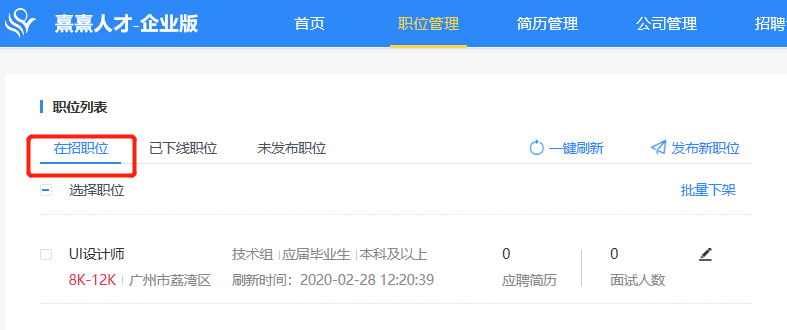 熹熹人才-企业版 首页 职位管理 简历管理 公司管理 招聘
职位列表
在招职位 已下线职位 未发布职位 一键刷新 发布新职位
选择职位 批量下架
UI设计师 技术组 应届毕业生 本科及以上 0 0
8K-12K 广州市荔湾区 刷新时间：2020-02-28 12:20:39 应聘简历 面试人数